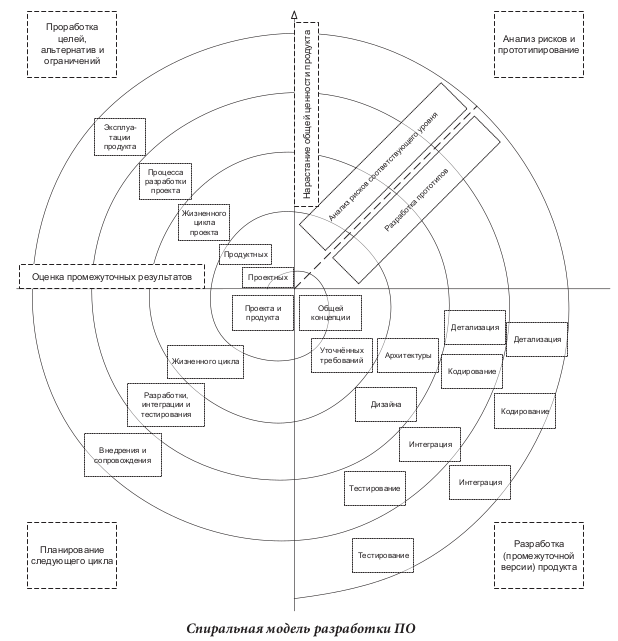 Проработка
целей,
альтернатив и
ограничений
Анализ рисков и
прототипирование
Нарастание общей ценности продукта
Анализ рисков соответствующего уровня
Разработка прототипов
Эксплуа-
тации
продукта
Процесса
разработки
проекта
Жизненного
цикла
проекта
Продуктных
Проектных
Оценка промежуточных результатов
Проекта и
продукта
Общей
концепции
Жизненного цикла
Уточнённых
требований
Архитектуры
Детализация
Детализация
Разработки,
интеграции и
тестирования
Дизайна
Кодирование
Кодирование
Внедрения и
сопровождения
Интеграция
Интеграция
Тестирование
Тестирование
Планирование
следующего цикла
Разработка
(промежуточной
версии) продукта
Спиральная модель разработки ПО